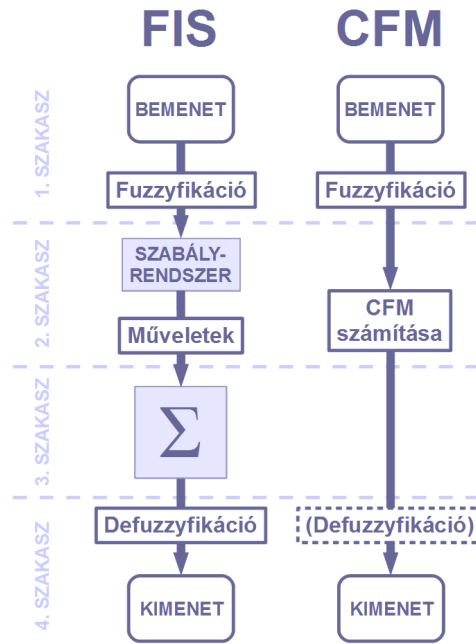 FIS
CFM
1. SZAKASZ
BEMENET
BEMENET
Fuzzyfikáció
Fuzzyfikáció
2. SZAKASZ
SZABÁLY-
RENDSZER
Műveletek
CFM
számítása
3. SZAKASZ
Σ
4. SZAKASZ
Defuzzyfikáció
(Defuzzyfikáció)
KIMENET
KIMENET